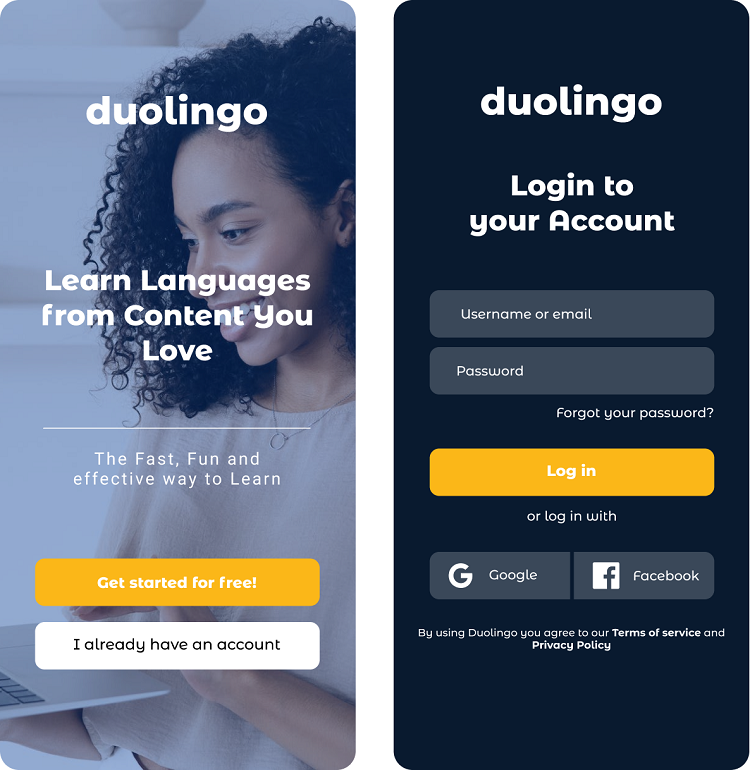 duolingo
Learn Languages
from Content You
Love
The Fast, Fun and
effective way to Learn
Get started for free!
I already have an account
duolingo
Login to
your Account
Username or email
Password
Forgot your password?
Log in
or log in with
Google
Facebook
By using Duolingo you agree to our Terms of service and
Privacy Policy